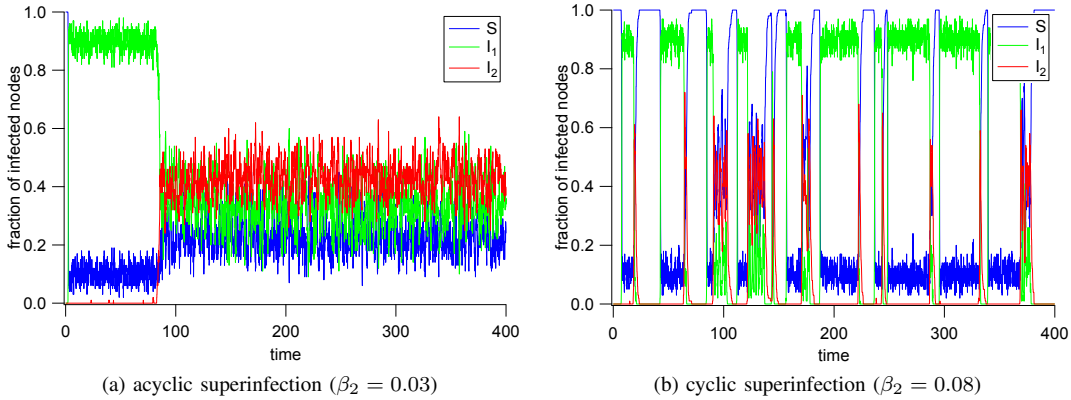 fraction of infected nodes
1.0
0.8
0.6
0.4
0.2
0.0
0
100
200
300
400
time
S
I₁
I₂
(a) acyclic superinfection (β₂ = 0.03)
fraction of infected nodes
1.0
0.8
0.6
0.4
0.2
0.0
0
100
200
300
400
time
S
I₁
I₂
(b) cyclic superinfection (β₂ = 0.08)